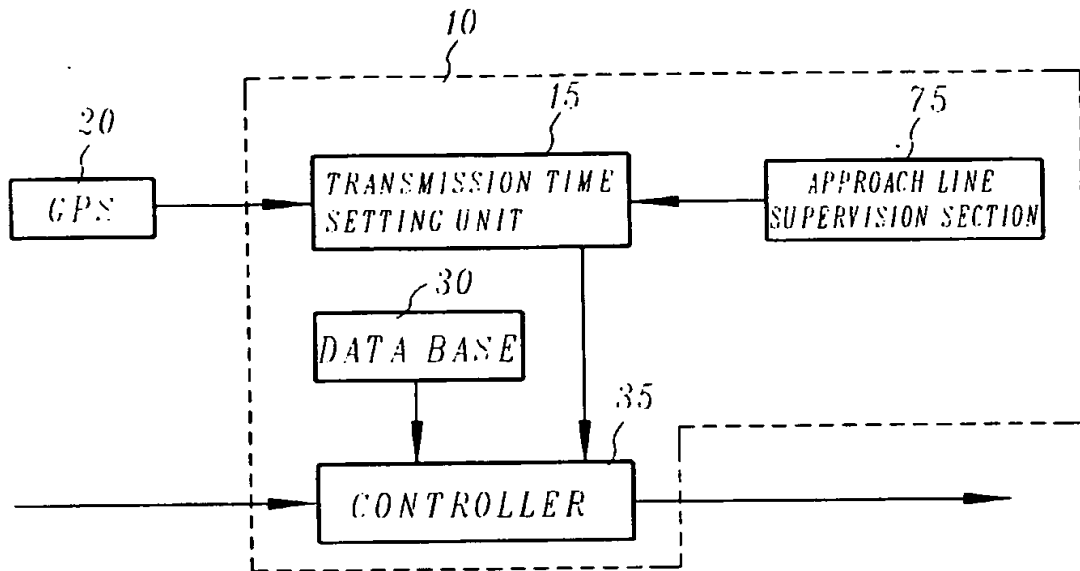 10
15
75
20
GPS
TRANSMISSION TIME
SETTING UNIT
APPROACH LINE
SUPERVISION SECTION
30
DATA BASE
35
CONTROLLER